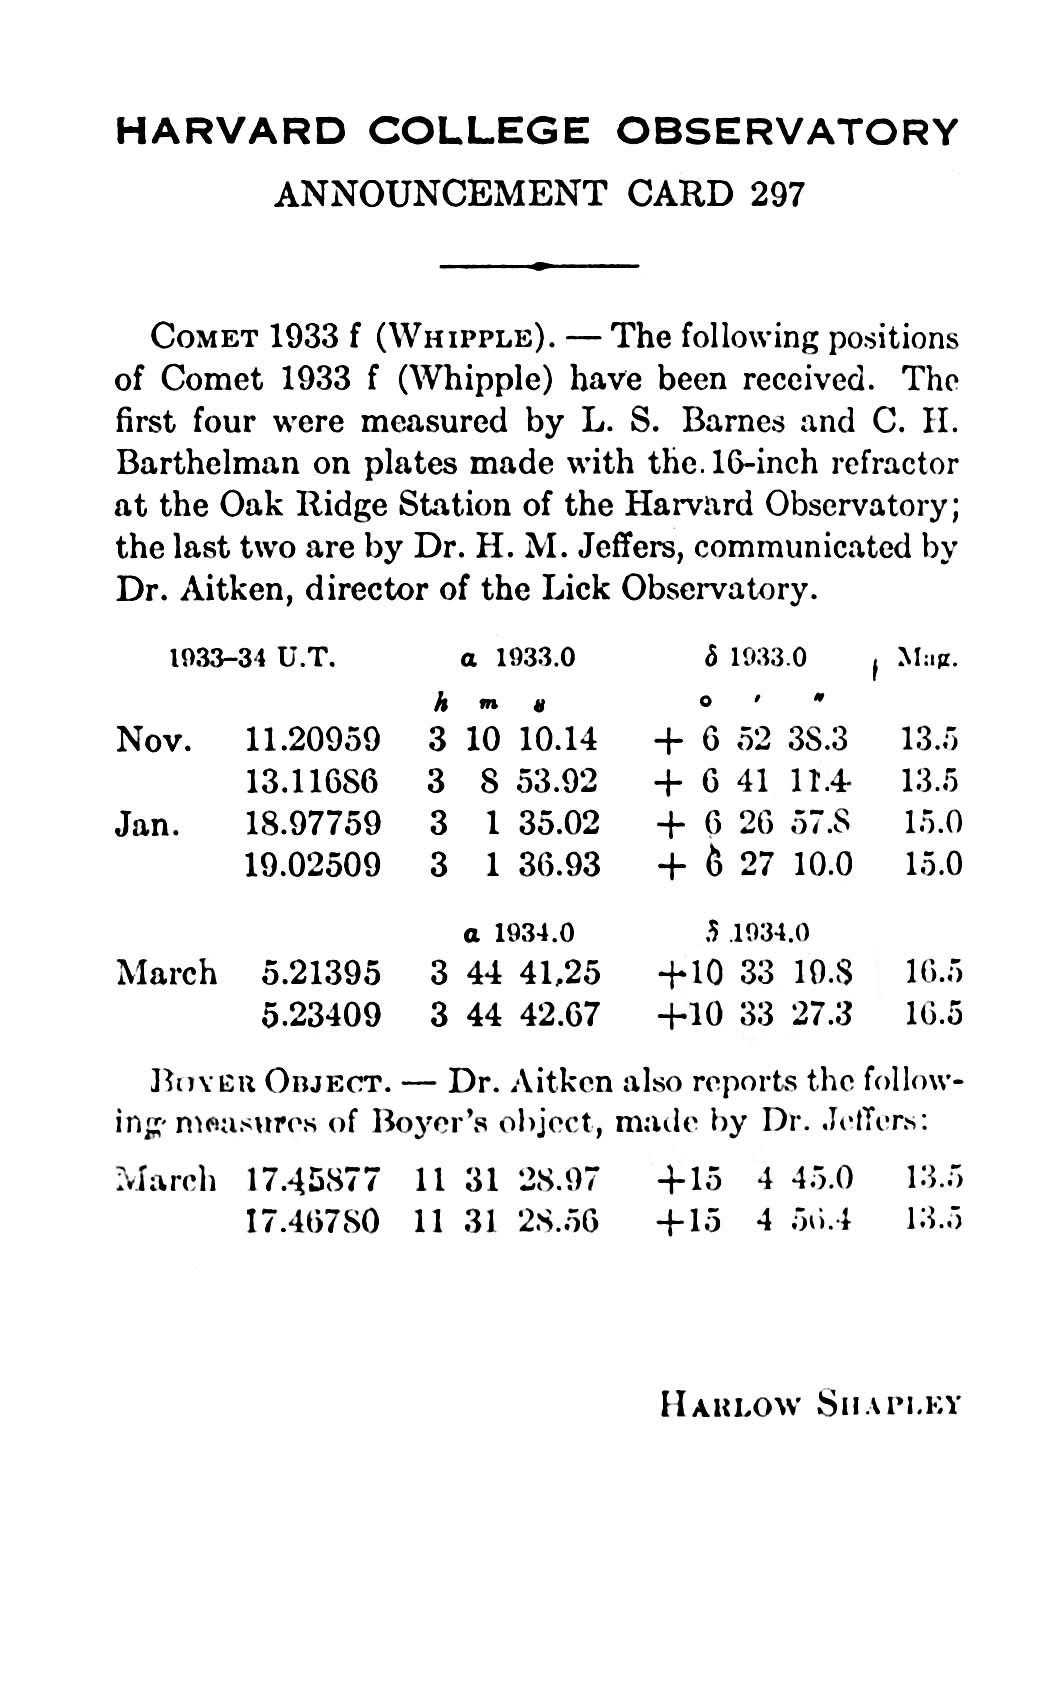 HARVARD COLLEGE OBSERVATORY
ANNOUNCEMENT CARD 297
COMET 1933 f (WHIPPLE). — The following positions
of Comet 1933 f (Whipple) have been received. The
first four were measured by L. S. Barnes and C. H.
Barthelman on plates made with the 16-inch refractor
at the Oak Ridge Station of the Harvard Observatory;
the last two are by Dr. H. M. Jeffers, communicated by
Dr. Aitken, director of the Lick Observatory.
1933–34 U.T. α 1933.0 δ 1933.0 Mag.
h m s ° ′ ″
Nov. 11.20959 3 10 10.14 + 6 52 38.3 13.5
13.11686 3 8 53.92 + 6 41 11.4 13.5
Jan. 18.97759 3 1 35.02 + 6 26 57.8 15.0
19.02509 3 1 36.93 + 6 27 10.0 15.0
α 1934.0 δ 1934.0
March 5.21395 3 44 41.25 +10 33 19.8 16.5
5.23409 3 44 42.67 +10 33 27.3 16.5
BOYER OBJECT. — Dr. Aitken also reports the follow-
ing measures of Boyer's object, made by Dr. Jeffers:
March 17.45877 11 31 28.97 +15 4 45.0 13.5
17.46780 11 31 28.56 +15 4 56.4 13.5
HARLOW SHAPLEY